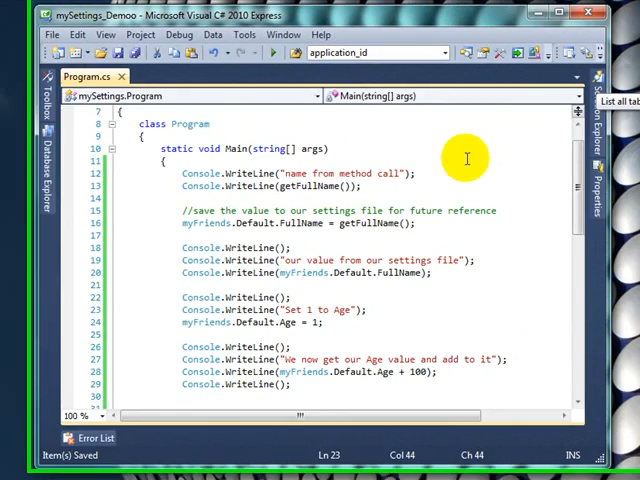 mySettings_Demoo - Microsoft Visual C# 2010 Express
File Edit View Project Debug Data Tools Window Help
application_id
Program.cs
mySettings.Program Main(string[] args)
List all tab
Toolbox
Database Explorer
Solution Explorer
Properties
7 {
8 class Program
9 {
10 static void Main(string[] args)
11 {
12 Console.WriteLine("name from method call");
13 Console.WriteLine(getFullName());
14
15 //save the value to our settings file for future reference
16 myFriends.Default.FullName = getFullName();
17
18 Console.WriteLine();
19 Console.WriteLine("our value from our settings file");
20 Console.WriteLine(myFriends.Default.FullName);
21
22 Console.WriteLine();
23 Console.WriteLine("Set 1 to Age");
24 myFriends.Default.Age = 1;
25
26 Console.WriteLine();
27 Console.WriteLine("We now get our Age value and add to it");
28 Console.WriteLine(myFriends.Default.Age + 100);
29 Console.WriteLine();
30
100 %
Error List
Item(s) Saved Ln 23 Col 44 Ch 44 INS